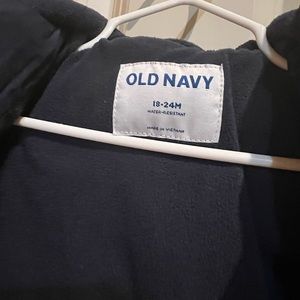 OLD NAVY
18-24M
WATER-RESISTANT
MADE IN VIETNAM